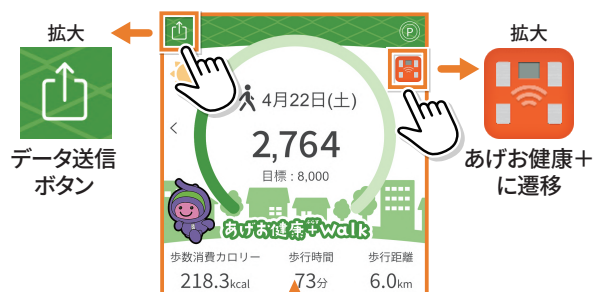 拡大
データ送信
ボタン
P
4月22日(土)
2,764
目標 : 8,000
あげお健康+Walk
歩数消費カロリー
歩行時間
歩行距離
218.3kcal
73分
6.0km
拡大
あげお健康＋
に遷移